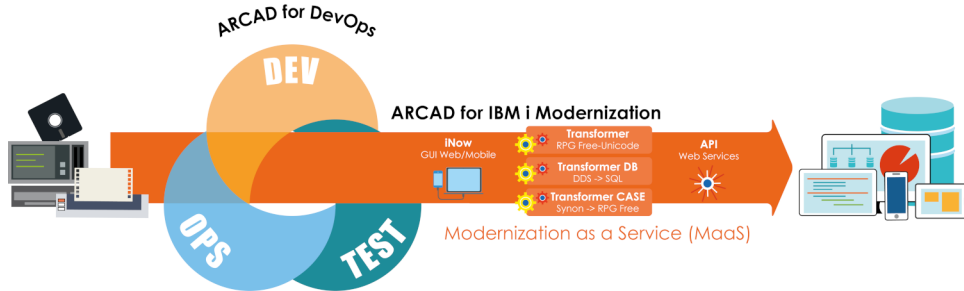 ARCAD for DevOps
DEV
OPS
TEST
ARCAD for IBM i Modernization
iNow
GUI Web/Mobile
Transformer
RPG Free-Unicode
Transformer DB
DDS -> SQL
Transformer CASE
Synon -> RPG Free
API
Web Services
Modernization as a Service (MaaS)